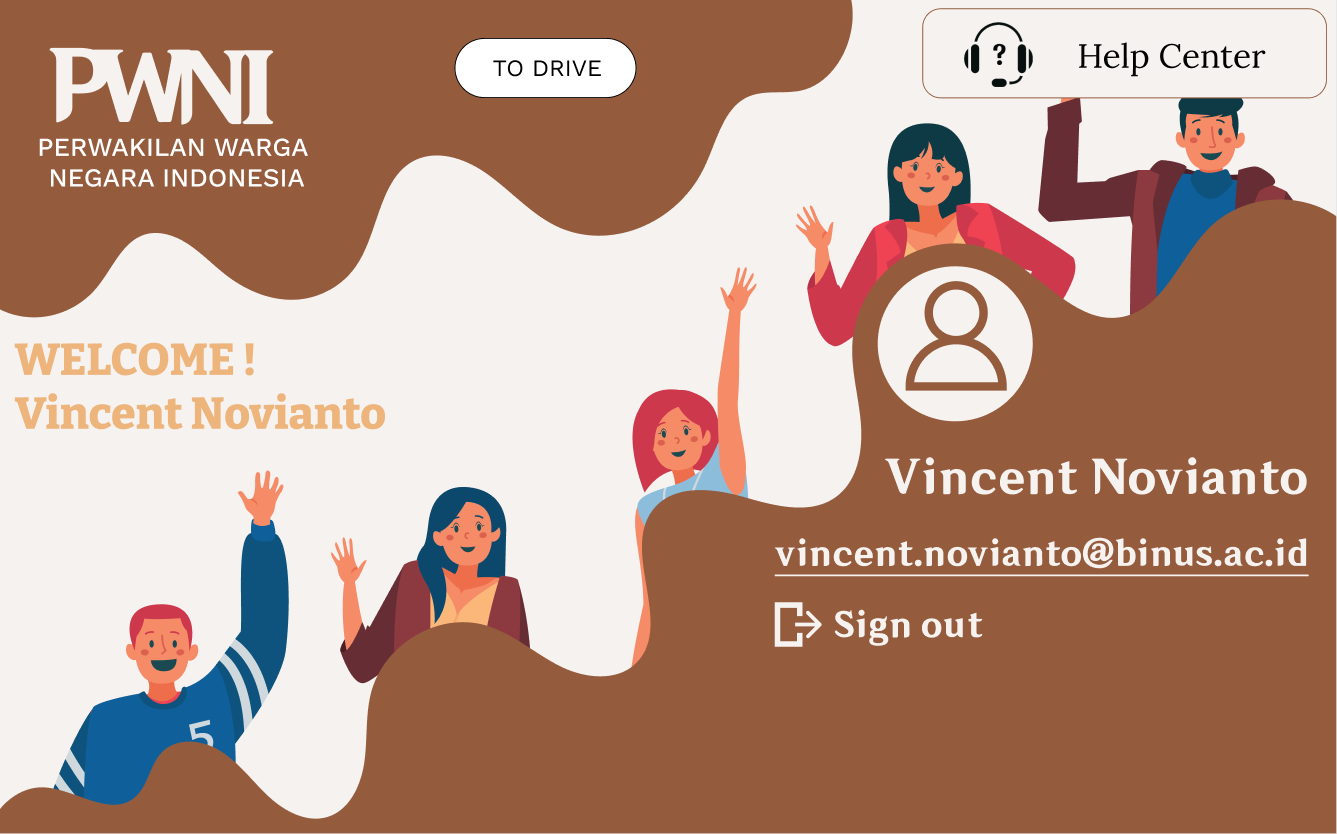 PWNI
PERWAKILAN WARGA
NEGARA INDONESIA
TO DRIVE
?
Help Center
WELCOME !
Vincent Novianto
Vincent Novianto
vincent.novianto@binus.ac.id
Sign out
5